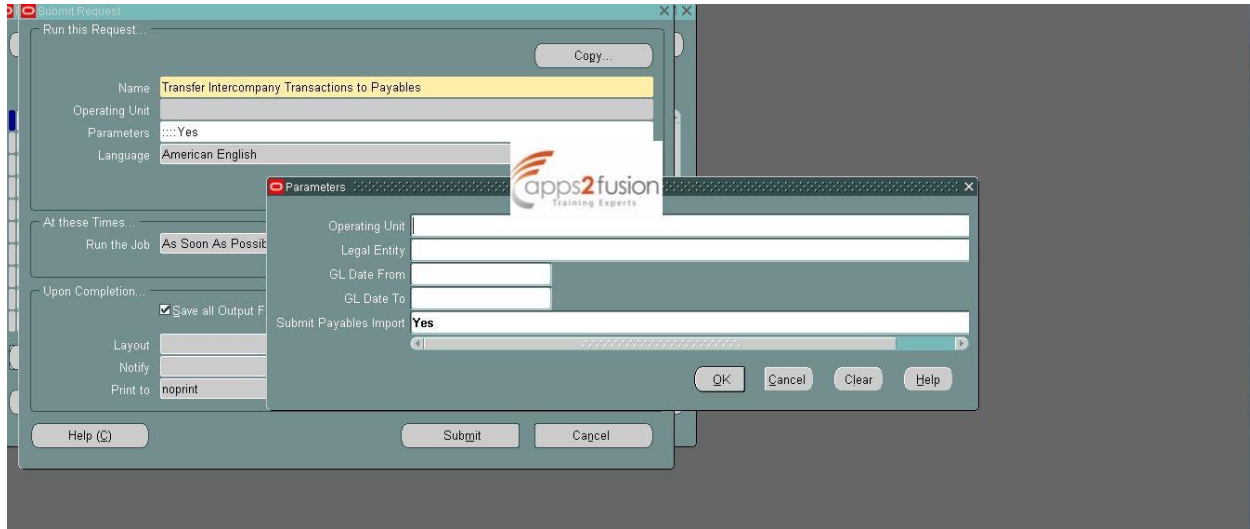 Submit Request
Run this Request...
Copy...
Name Transfer Intercompany Transactions to Payables
Operating Unit
Parameters ::::Yes
Language American English
apps2fusion
Training Experts
Parameters
Operating Unit
Legal Entity
GL Date From
GL Date To
Submit Payables Import Yes
OK Cancel Clear Help
At these Times...
Run the Job As Soon As Possib
Upon Completion...
Save all Output F
Layout
Notify
Print to noprint
Help (C) Submit Cancel